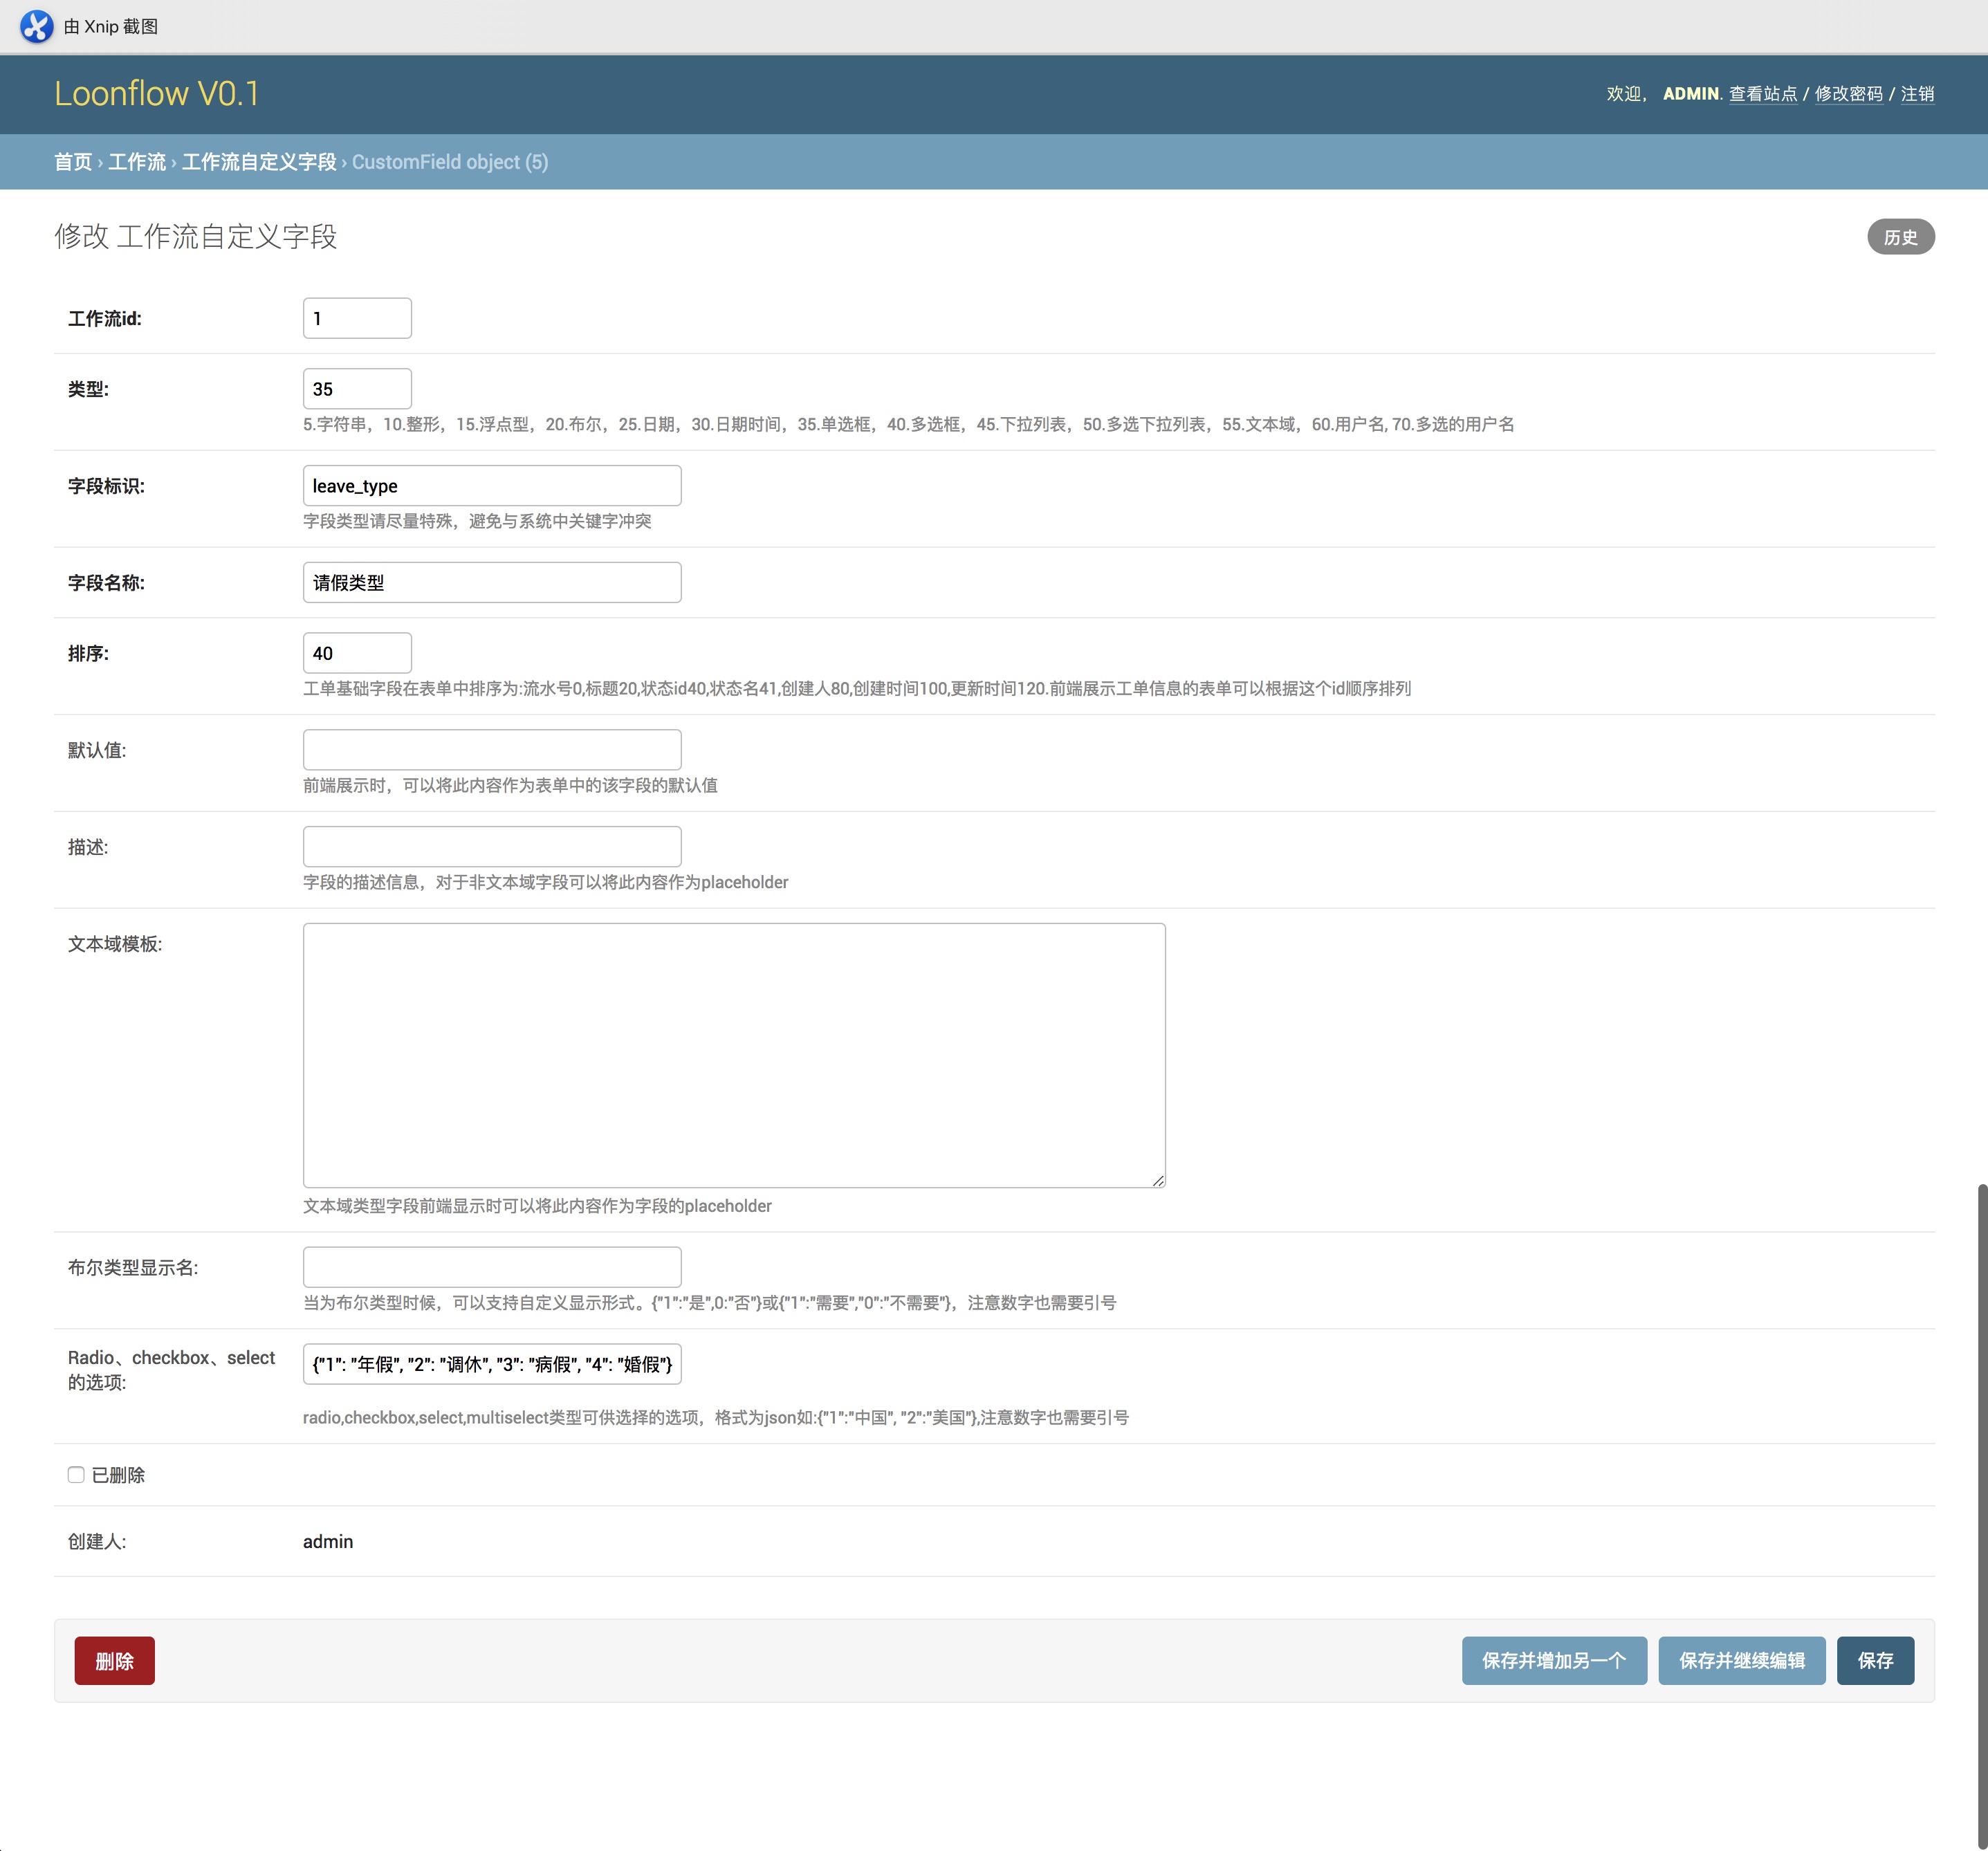 由 Xnip 截图
Loonflow V0.1
欢迎， ADMIN. 查看站点 / 修改密码 / 注销
首页 › 工作流 › 工作流自定义字段 › CustomField object (5)
修改 工作流自定义字段
历史
工作流id:
1
类型:
35
5.字符串，10.整形，15.浮点型，20.布尔，25.日期，30.日期时间，35.单选框，40.多选框，45.下拉列表，50.多选下拉列表，55.文本域，60.用户名, 70.多选的用户名
字段标识:
leave_type
字段类型请尽量特殊，避免与系统中关键字冲突
字段名称:
请假类型
排序:
40
工单基础字段在表单中排序为:流水号0,标题20,状态id40,状态名41,创建人80,创建时间100,更新时间120.前端展示工单信息的表单可以根据这个id顺序排列
默认值:
前端展示时，可以将此内容作为表单中的该字段的默认值
描述:
字段的描述信息，对于非文本域字段可以将此内容作为placeholder
文本域模板:
文本域类型字段前端显示时可以将此内容作为字段的placeholder
布尔类型显示名:
当为布尔类型时候，可以支持自定义显示形式。{"1":"是",0:"否"}或{"1":"需要","0":"不需要"}，注意数字也需要引号
Radio、checkbox、select
的选项:
{"1": "年假", "2": "调休", "3": "病假", "4": "婚假"}
radio,checkbox,select,multiselect类型可供选择的选项，格式为json如:{"1":"中国", "2":"美国"},注意数字也需要引号
已删除
创建人:
admin
删除
保存并增加另一个
保存并继续编辑
保存